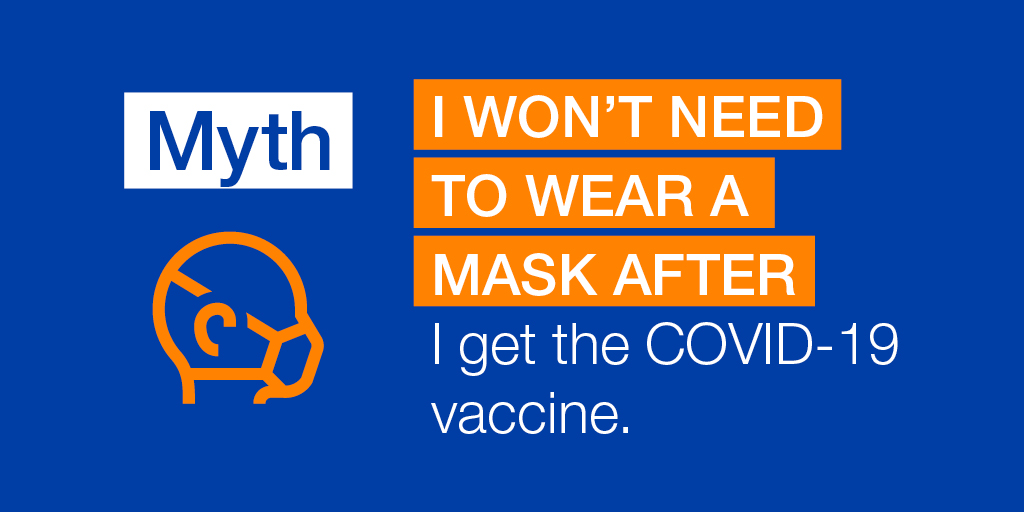 Myth
I WON’T NEED
TO WEAR A
MASK AFTER
I get the COVID-19
vaccine.